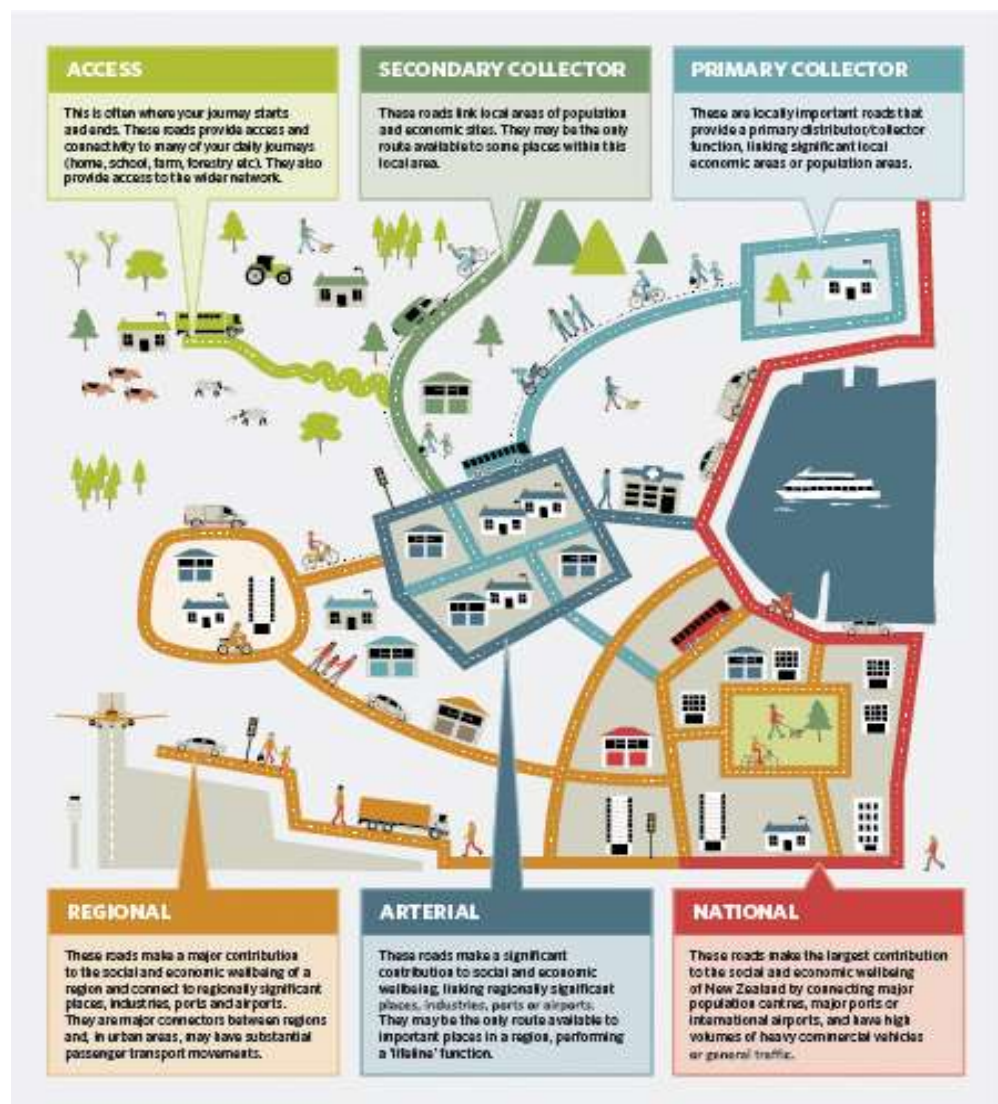 ACCESS
This is often where your journey starts
and ends. These roads provide access and
connectivity to many of your daily journeys
(home, school, farm, forestry etc). They also
provide access to the wider network.
SECONDARY COLLECTOR
These roads link local areas of population
and economic sites. They may be the only
route available to some places within this
local area.
PRIMARY COLLECTOR
These are locally important roads that
provide a primary distributor/collector
function, linking significant local
economic areas or population areas.
REGIONAL
These roads make a major contribution
to the social and economic wellbeing of a
region and connect to regionally significant
places, industries, ports and airports.
They are major connectors between regions
and, in urban areas, may have substantial
passenger transport movements.
ARTERIAL
These roads make a significant
contribution to social and economic
wellbeing, linking regionally significant
places, industries, ports or airports.
They may be the only route available to
important places in a region, performing
a 'lifeline' function.
NATIONAL
These roads make the largest contribution
to the social and economic wellbeing
of New Zealand by connecting major
population centres, major ports or
international airports, and have high
volumes of heavy commercial vehicles
or general traffic.